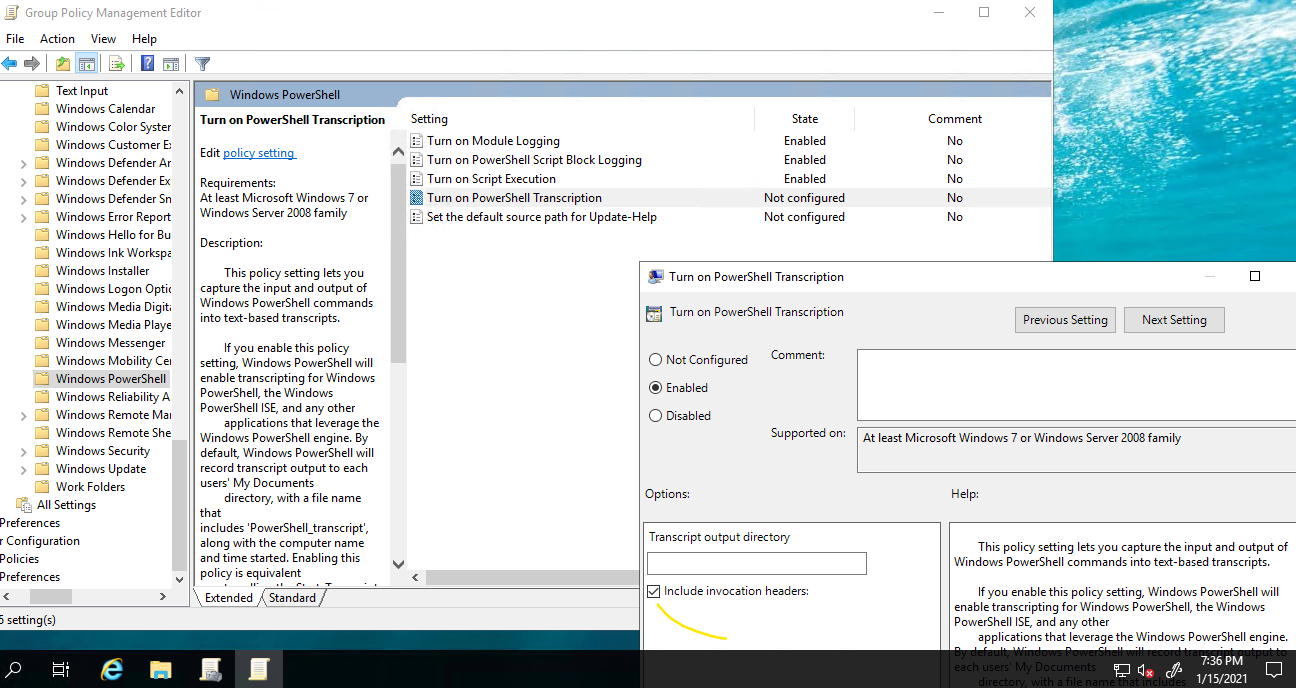 Group Policy Management Editor
File Action View Help
Text Input
Windows Calendar
Windows Color Syster
Windows Customer E
Windows Defender Ar
Windows Defender Ex
Windows Defender Sn
Windows Error Report
Windows Hello for Bu
Windows Ink Workspa
Windows Installer
Windows Logon Optic
Windows Media Digita
Windows Media Playe
Windows Messenger
Windows Mobility Cer
Windows PowerShell
Windows Reliability A
Windows Remote Mar
Windows Remote She
Windows Security
Windows Update
Work Folders
All Settings
Preferences
r Configuration
Policies
Preferences
5 setting(s)
Windows PowerShell
Turn on PowerShell Transcription
Edit policy setting
Requirements:
At least Microsoft Windows 7 or
Windows Server 2008 family
Description:
This policy setting lets you
capture the input and output of
Windows PowerShell commands
into text-based transcripts.
If you enable this policy
setting, Windows PowerShell will
enable transcripting for Windows
PowerShell, the Windows
PowerShell ISE, and any other
applications that leverage the
Windows PowerShell engine. By
default, Windows PowerShell will
record transcript output to each
users' My Documents
directory, with a file name
that
includes 'PowerShell_transcript',
along with the computer name
and time started. Enabling this
policy is equivalent
Extended Standard
Setting State Comment
Turn on Module Logging Enabled No
Turn on PowerShell Script Block Logging Enabled No
Turn on Script Execution Enabled No
Turn on PowerShell Transcription Not configured No
Set the default source path for Update-Help Not configured No
Turn on PowerShell Transcription
Turn on PowerShell Transcription
Previous Setting Next Setting
Not Configured
Enabled
Disabled
Comment:
Supported on:
At least Microsoft Windows 7 or Windows Server 2008 family
Options:
Help:
Transcript output directory
Include invocation headers:
This policy setting lets you capture the input and output of
Windows PowerShell commands into text-based transcripts.
If you enable this policy setting, Windows PowerShell will
enable transcripting for Windows PowerShell, the Windows
PowerShell ISE, and any other
applications that leverage the Windows PowerShell engine.
By default, Windows PowerShell will record transcript output to
each users' My Documents
directory, with a file name that includes
7:36 PM
1/15/2021